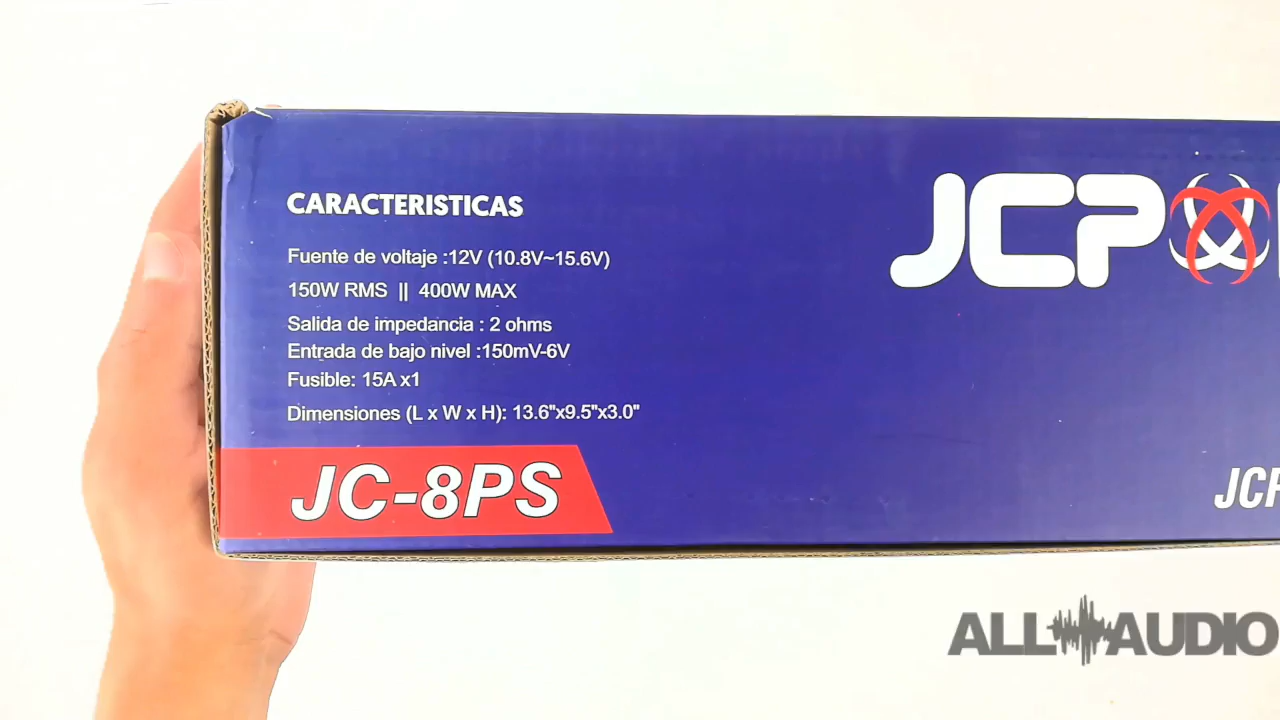 CARACTERISTICAS
Fuente de voltaje :12V (10.8V~15.6V)
150W RMS || 400W MAX
Salida de impedancia : 2 ohms
Entrada de bajo nivel :150mV-6V
Fusible: 15A x1
Dimensiones (L x W x H): 13.6"x9.5"x3.0"
JC-8PS
JCPO
ALL AUDIO